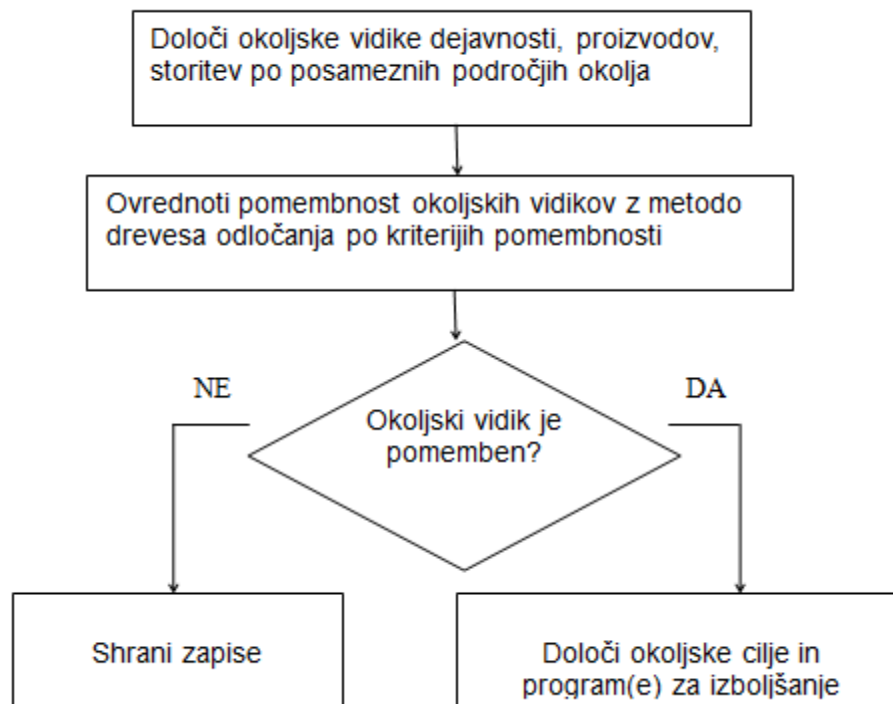 Določi okoljske vidike dejavnosti, proizvodov,
storitev po posameznih področjih okolja
Ovrednoti pomembnost okoljskih vidikov z metodo
drevesa odločanja po kriterijih pomembnosti
NE
DA
Okoljski vidik je
pomemben?
Shrani zapise
Določi okoljske cilje in
program(e) za izboljšanje